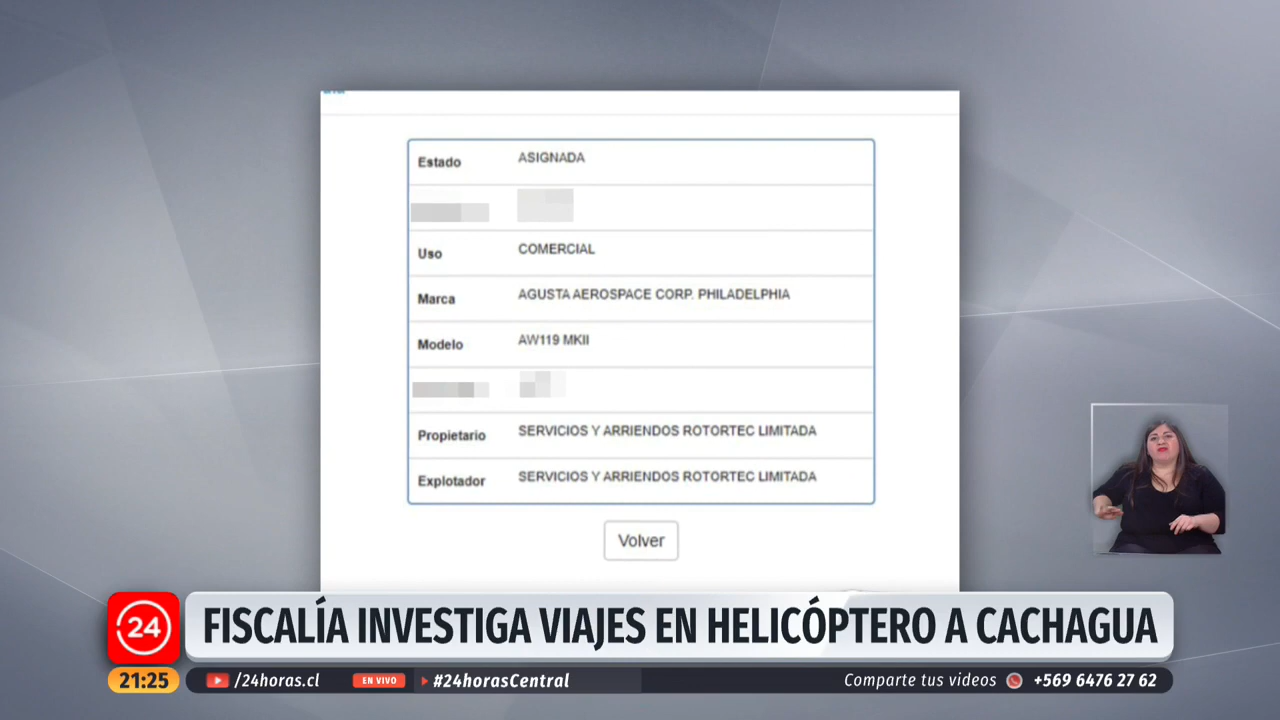 Estado ASIGNADA
Uso COMERCIAL
Marca AGUSTA AEROSPACE CORP. PHILADELPHIA
Modelo AW119 MKII
Propietario SERVICIOS Y ARRIENDOS ROTORTEC LIMITADA
Explotador SERVICIOS Y ARRIENDOS ROTORTEC LIMITADA
Volver
24 FISCALÍA INVESTIGA VIAJES EN HELICÓPTERO A CACHAGUA
21:25 /24horas.cl EN VIVO #24horasCentral Comparte tus videos +569 6476 27 62